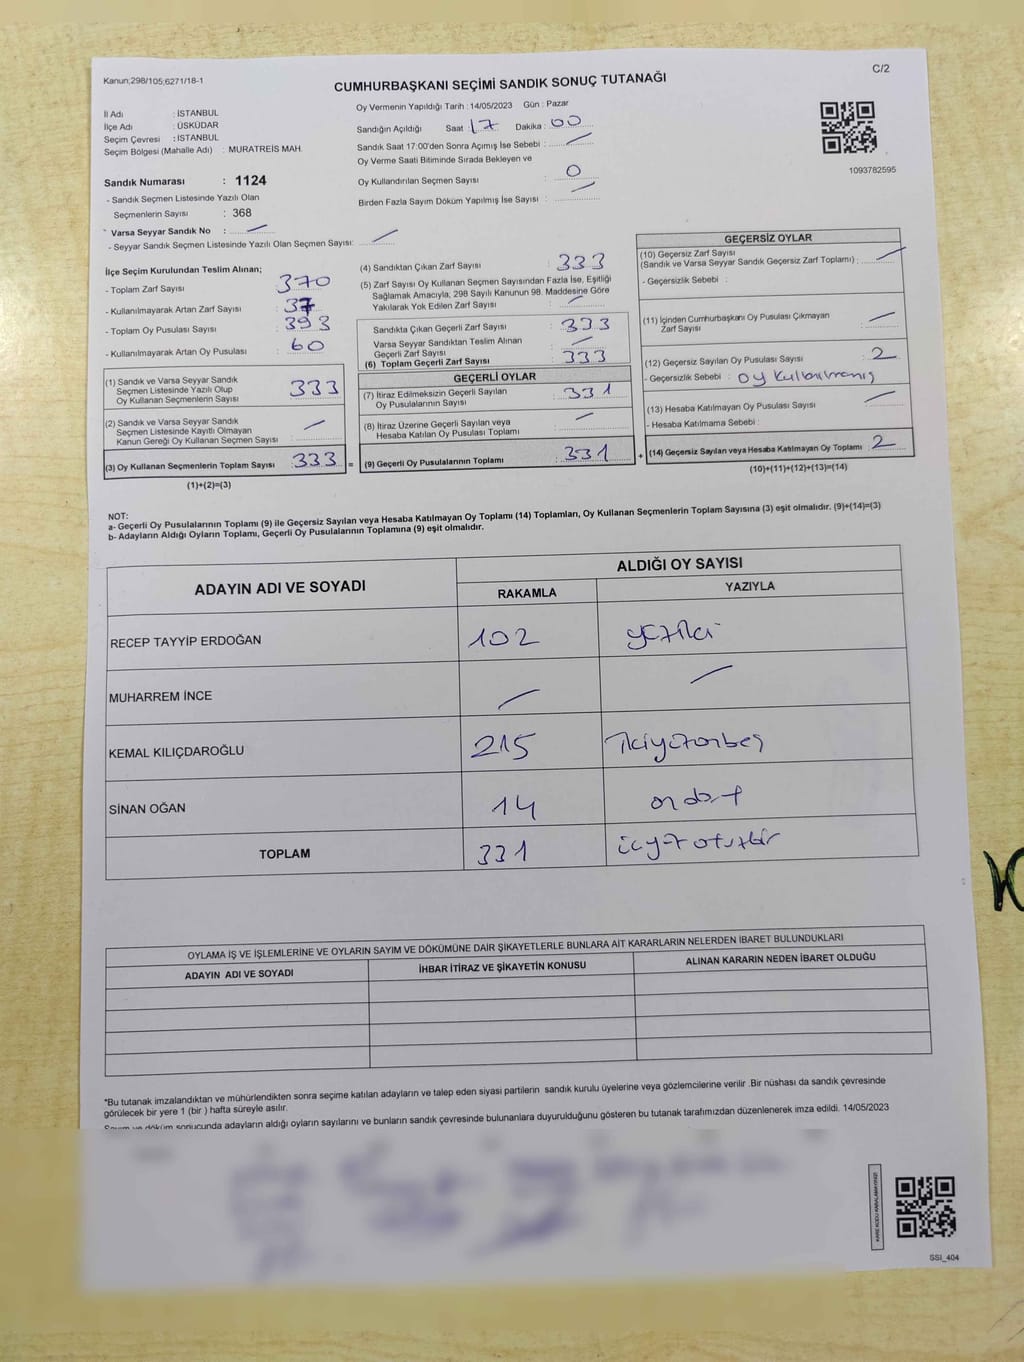 Kanun;298/105;6271/18-1
C/2
CUMHURBAŞKANI SEÇİMİ SANDIK SONUÇ TUTANAĞI
İl Adı : İSTANBUL
İlçe Adı : ÜSKÜDAR
Seçim Çevresi : İSTANBUL
Seçim Bölgesi (Mahalle Adı) : MURATREİS MAH.
Sandık Numarası : 1124
- Sandık Seçmen Listesinde Yazılı Olan
Seçmenlerin Sayısı : 368
* Varsa Seyyar Sandık No :
- Seyyar Sandık Seçmen Listesinde Yazılı Olan Seçmen Sayısı:
Oy Vermenin Yapıldığı Tarih : 14/05/2023 Gün : Pazar
Sandığın Açıldığı Saat : 17 Dakika : 00
Sandık Saat 17:00'den Sonra Açımış İse Sebebi :
Oy Verme Saati Bitiminde Sırada Bekleyen ve
Oy Kullandırılan Seçmen Sayısı : 0
Birden Fazla Sayım Döküm Yapılmış İse Sayısı :
1093782595
İlçe Seçim Kurulundan Teslim Alınan;
- Toplam Zarf Sayısı : 370
- Kullanılmayarak Artan Zarf Sayısı : 37
- Toplam Oy Pusulası Sayısı : 393
- Kullanılmayarak Artan Oy Pusulası : 60
(1) Sandık ve Varsa Seyyar Sandık
Seçmen Listesinde Yazılı Olup
Oy Kullanan Seçmenlerin Sayısı : 333
(2) Sandık ve Varsa Seyyar Sandık
Seçmen Listesinde Kayıtlı Olmayan
Kanun Gereği Oy Kullanan Seçmen Sayısı :
(3) Oy Kullanan Seçmenlerin Toplam Sayısı : 333 =
(1)+(2)=(3)
(4) Sandıktan Çıkan Zarf Sayısı : 333
(5) Zarf Sayısı Oy Kullanan Seçmen Sayısından Fazla İse, Eşitliği
Sağlamak Amacıyla, 298 Sayılı Kanunun 98. Maddesine Göre
Yakılarak Yok Edilen Zarf Sayısı :
Sandıkta Çıkan Geçerli Zarf Sayısı : 333
Varsa Seyyar Sandıktan Teslim Alınan
Geçerli Zarf Sayısı :
(6) Toplam Geçerli Zarf Sayısı : 333
GEÇERLİ OYLAR
(7) İtiraz Edilmeksizin Geçerli Sayılan
Oy Pusulalarının Sayısı : 331
(8) İtiraz Üzerine Geçerli Sayılan veya
Hesaba Katılan Oy Pusulası Toplamı :
(9) Geçerli Oy Pusulalarının Toplamı : 331 +
GEÇERSİZ OYLAR
(10) Geçersiz Zarf Sayısı
(Sandık ve Varsa Seyyar Sandık Geçersiz Zarf Toplamı) :
- Geçersizlik Sebebi :
(11) İçinden Cumhurbaşkanı Oy Pusulası Çıkmayan
Zarf Sayısı
(12) Geçersiz Sayılan Oy Pusulası Sayısı : 2
- Geçersizlik Sebebi : oy kullanılmamış
(13) Hesaba Katılmayan Oy Pusulası Sayısı :
- Hesaba Katılmama Sebebi :
(14) Geçersiz Sayılan veya Hesaba Katılmayan Oy Toplamı : 2
(10)+(11)+(12)+(13)=(14)
NOT:
a- Geçerli Oy Pusulalarının Toplamı (9) ile Geçersiz Sayılan veya Hesaba Katılmayan Oy Toplamı (14) Toplamları, Oy Kullanan Seçmenlerin Toplam Sayısına (3) eşit olmalıdır. (9)+(14)=(3)
b- Adayların Aldığı Oyların Toplamı, Geçerli Oy Pusulalarının Toplamına (9) eşit olmalıdır.
ADAYIN ADI VE SOYADI
ALDIĞI OY SAYISI
RAKAMLA YAZIYLA
RECEP TAYYİP ERDOĞAN 102 yüziki
MUHARREM İNCE
KEMAL KILIÇDAROĞLU 215 ikiyüzonbeş
SİNAN OĞAN 14 ondört
TOPLAM 331 üçyüzotuzbir
OYLAMA İŞ VE İŞLEMLERİNE VE OYLARIN SAYIM VE DÖKÜMÜNE DAİR ŞİKAYETLERLE BUNLARA AİT KARARLARIN NELERDEN İBARET BULUNDUKLARI
ADAYIN ADI VE SOYADI İHBAR İTİRAZ VE ŞİKAYETİN KONUSU ALINAN KARARIN NEDEN İBARET OLDUĞU
*Bu tutanak imzalandıktan ve mühürlendikten sonra seçime katılan adayların ve talep eden siyasi partilerin sandık kurulu üyelerine veya gözlemcilerine verilir .Bir nüshası da sandık çevresinde
görülecek bir yere 1 (bir ) hafta süreyle asılır.
Sayım ve döküm sonucunda adayların aldığı oyların sayılarını ve bunların sandık çevresinde bulunanlara duyurulduğunu gösteren bu tutanak tarafımızdan düzenlenerek imza edildi. 14/05/2023
KARE KODU KARALAMAYINIZ!
SSİ_404